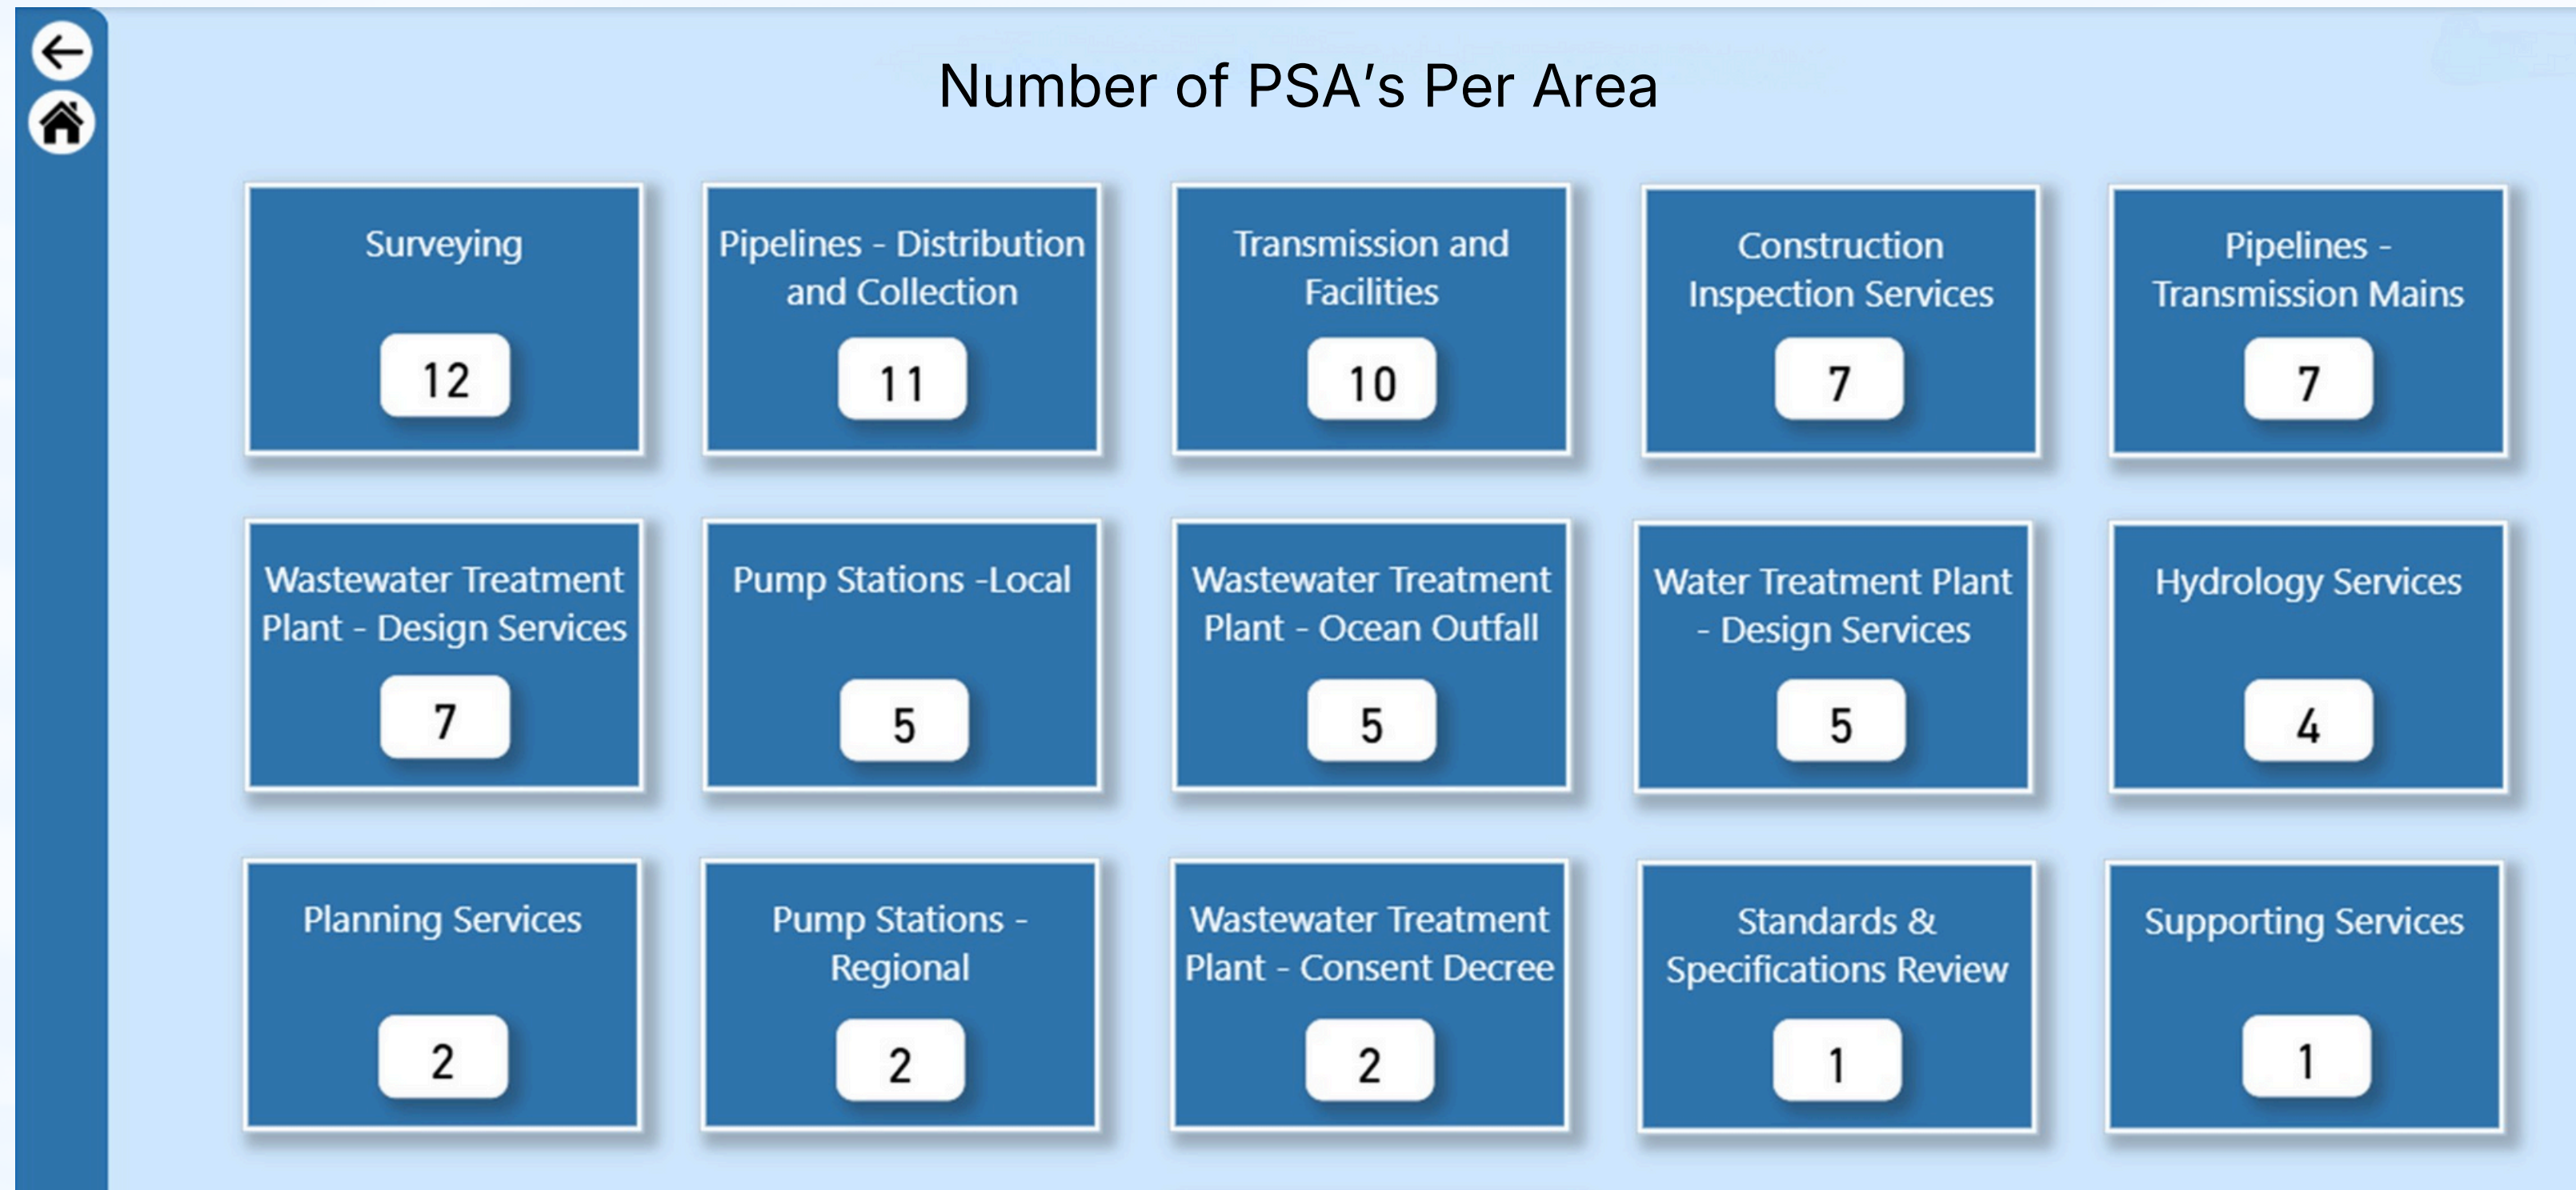 Number of PSA’s Per Area
Surveying
12
Pipelines - Distribution
and Collection
11
Transmission and
Facilities
10
Construction
Inspection Services
7
Pipelines -
Transmission Mains
7
Wastewater Treatment
Plant - Design Services
7
Pump Stations -Local
5
Wastewater Treatment
Plant - Ocean Outfall
5
Water Treatment Plant
- Design Services
5
Hydrology Services
4
Planning Services
2
Pump Stations -
Regional
2
Wastewater Treatment
Plant - Consent Decree
2
Standards &
Specifications Review
1
Supporting Services
1